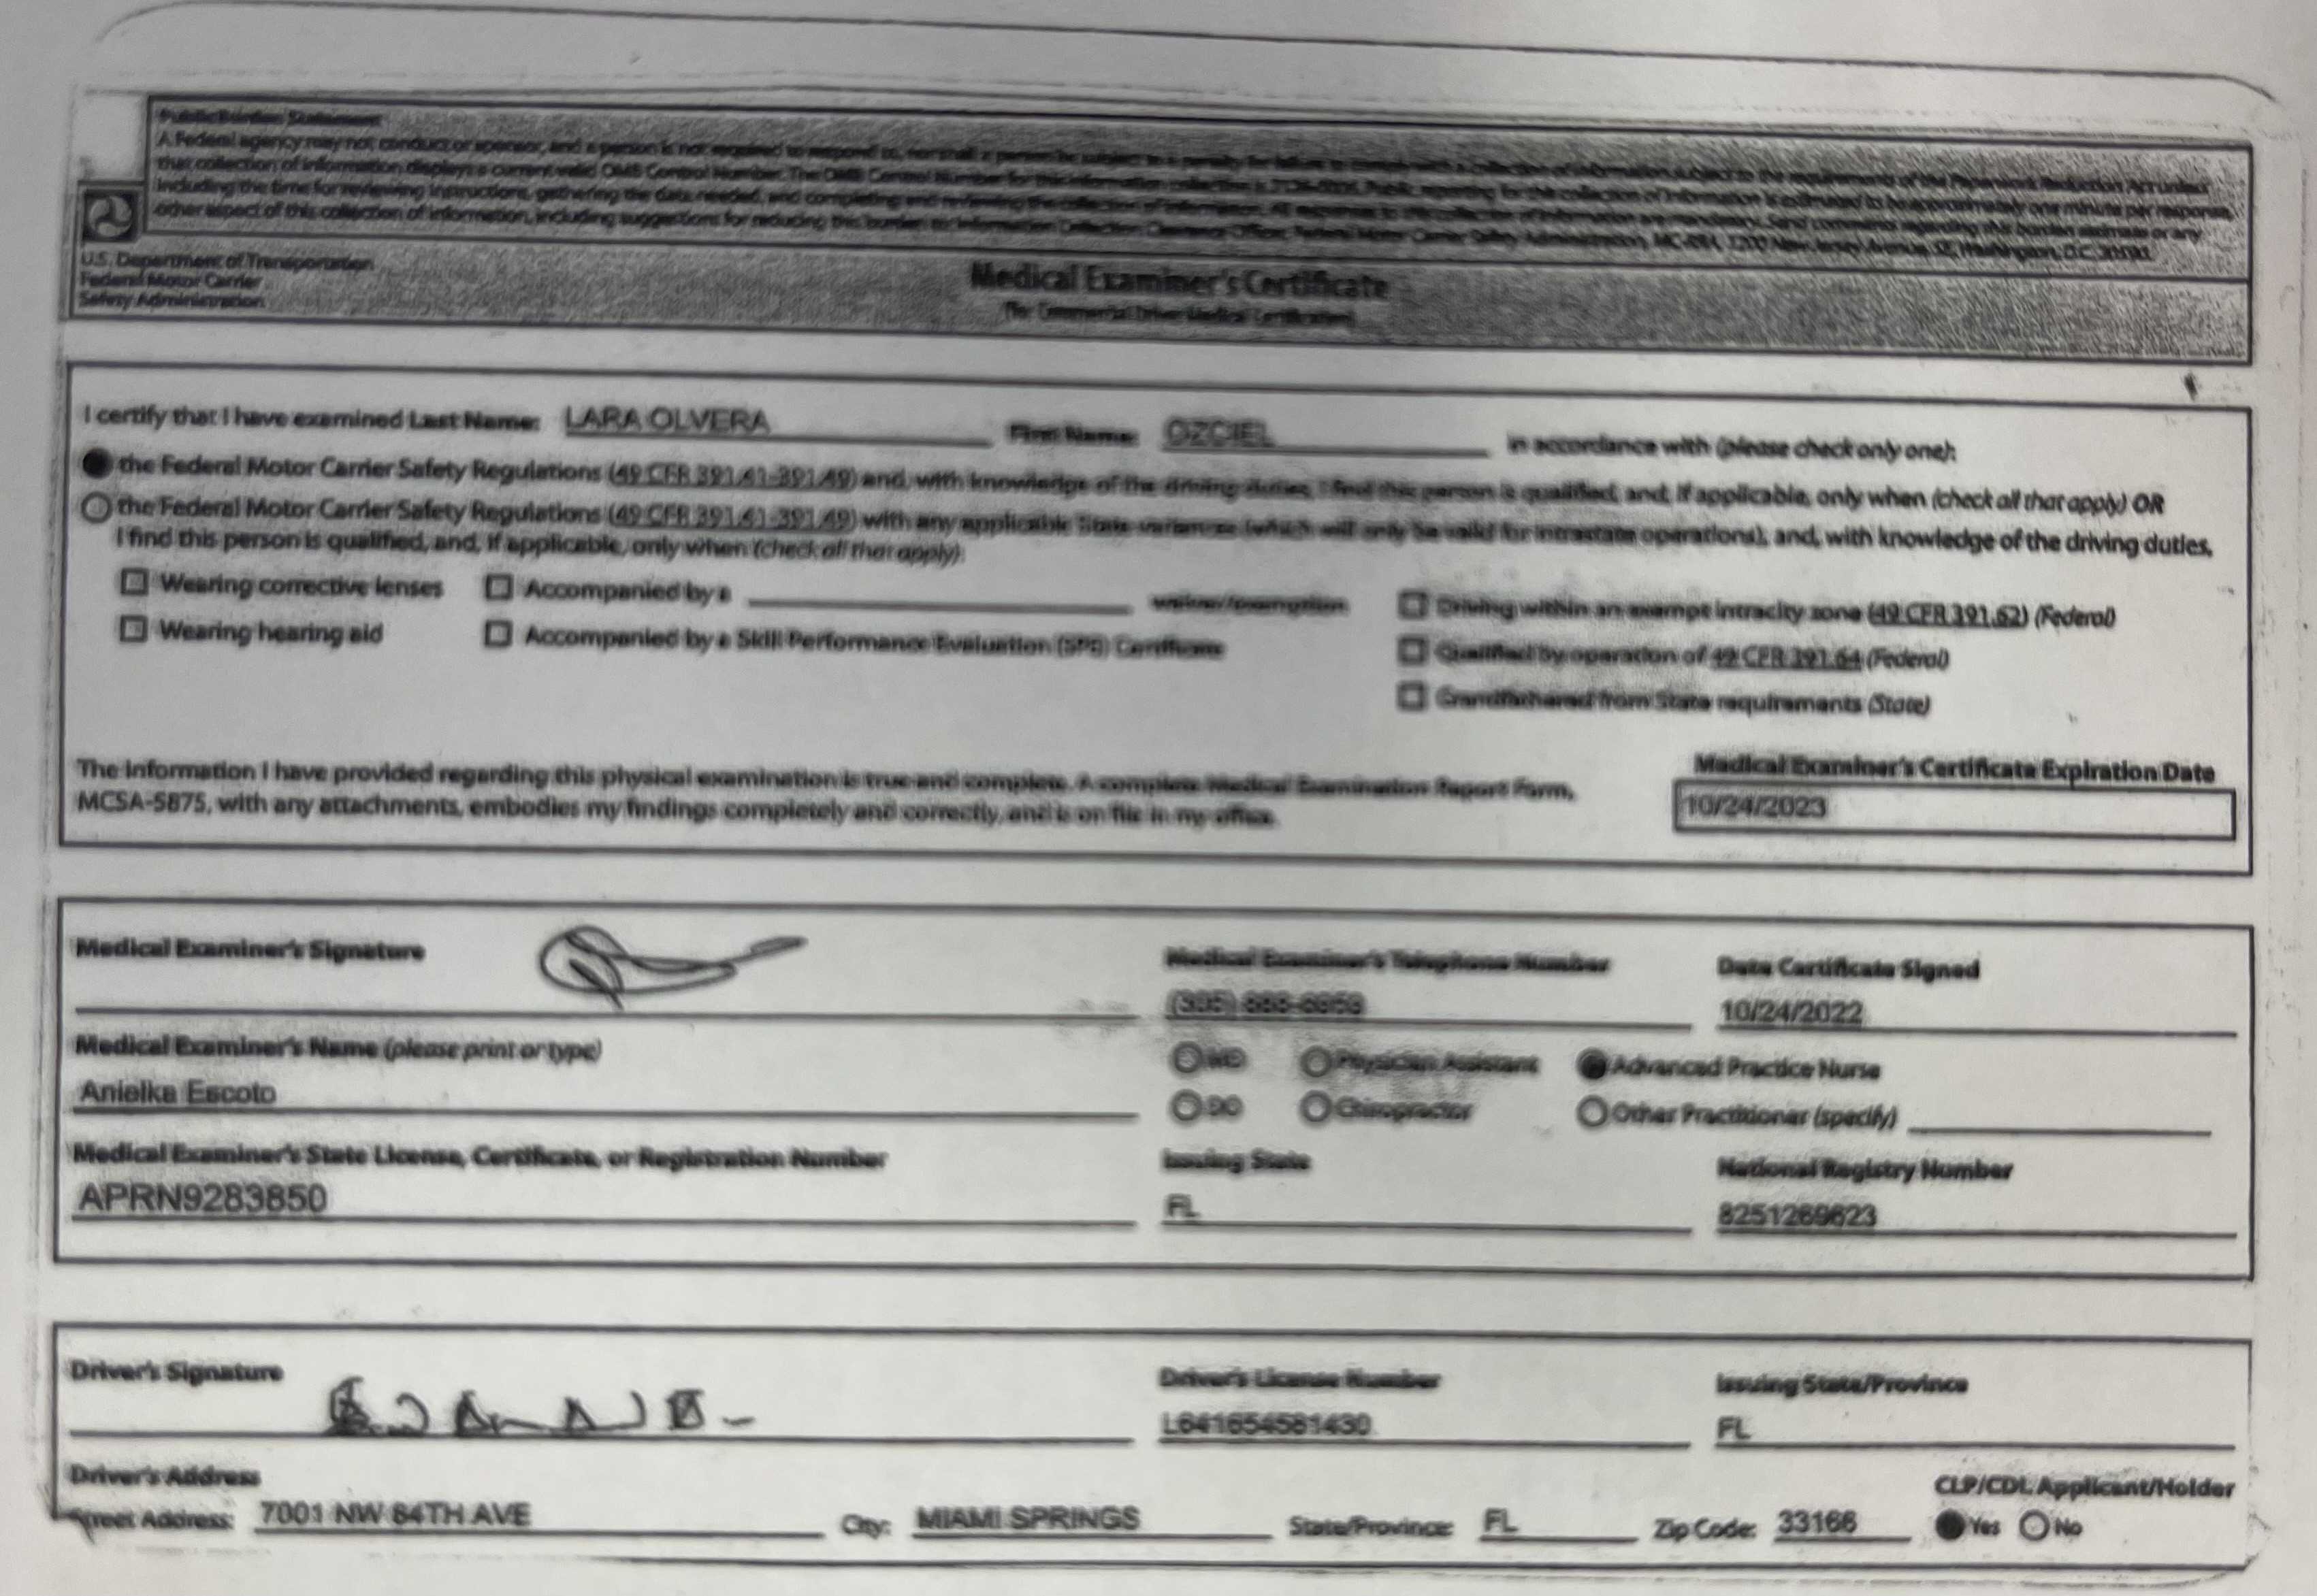 Public Burden Statement
A Federal agency may not conduct or sponsor, and a person is not required to respond to, nor shall a person be subject to a penalty for failure to comply with a collection of information subject to the requirements of the Paperwork Reduction Act unless
that collection of information displays a current valid OMB Control Number. The OMB Control Number for this information collection is 2126-0006. Public reporting for this collection of information is estimated to be approximately one minute per response,
including the time for reviewing instructions, gathering the data needed, and completing and reviewing the collection of information. All responses to this collection of information are mandatory. Send comments regarding this burden estimate or any
other aspect of this collection of information, including suggestions for reducing this burden to: Information Collection Clearance Officer, Federal Motor Carrier Safety Administration, MC-RRA, 1200 New Jersey Avenue, SE, Washington, D.C. 20590.
U.S. Department of Transportation
Federal Motor Carrier
Safety Administration
Medical Examiner's Certificate
(for Commercial Driver Medical Certification)
I certify that I have examined Last Name: LARA OLVERA First Name: OZCIEL in accordance with (please check only one):
the Federal Motor Carrier Safety Regulations (49 CFR 391.41-391.49) and, with knowledge of the driving duties, I find this person is qualified, and, if applicable, only when (check all that apply) OR
the Federal Motor Carrier Safety Regulations (49 CFR 391.41-391.49) with any applicable State variances (which will only be valid for intrastate operations), and, with knowledge of the driving duties,
I find this person is qualified, and, if applicable, only when (check all that apply):
Wearing corrective lenses Accompanied by a waiver/exemption Driving within an exempt intracity zone (49 CFR 391.62) (Federal)
Wearing hearing aid Accompanied by a Skill Performance Evaluation (SPE) Certificate Qualified by operation of 49 CFR 391.64 (Federal)
Grandfathered from State requirements (State)
The information I have provided regarding this physical examination is true and complete. A complete Medical Examination Report Form,
MCSA-5875, with any attachments, embodies my findings completely and correctly, and is on file in my office.
Medical Examiner's Certificate Expiration Date
10/24/2023
Medical Examiner's Signature Medical Examiner's Telephone Number Date Certificate Signed
(305) 10/24/2022
Medical Examiner's Name (please print or type) MD Physician Assistant Advanced Practice Nurse
Anielka Escoto DO Chiropractor Other Practitioner (specify)
Medical Examiner's State License, Certificate, or Registration Number Issuing State National Registry Number
APRN9283850 FL 8251269623
Driver's Signature Driver's License Number Issuing State/Province
L641654581430 FL
Driver's Address CLP/CDL Applicant/Holder
Street Address: 7001 NW 84TH AVE City: MIAMI SPRINGS State/Province: FL Zip Code: 33166 Yes No